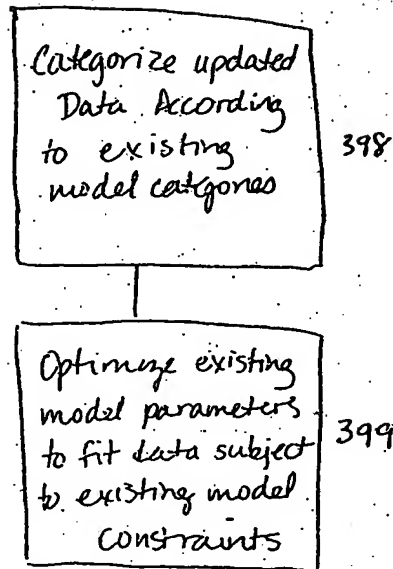 Categorize updated
Data According
to existing
model categories
398
Optimize existing
model parameters
to fit data subject
to existing model
constraints
399